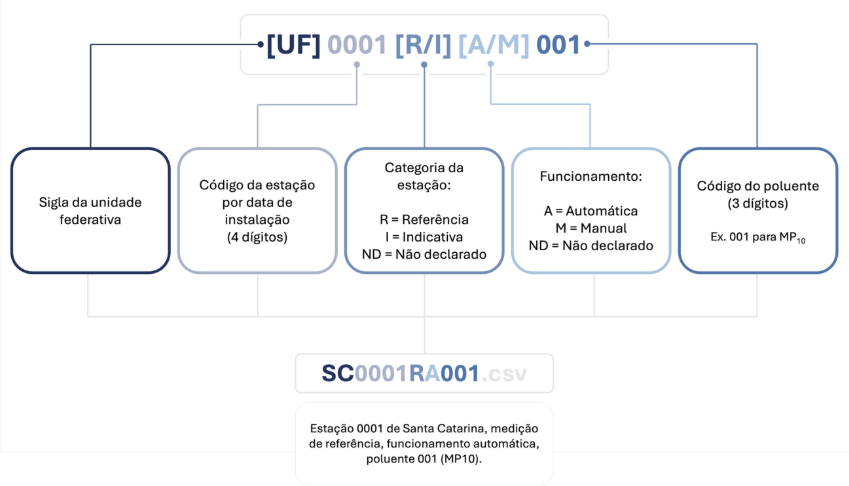 [UF] 0001 [R/I] [A/M] 001
Sigla da unidade
federativa
Código da estação
por data de
instalação
(4 dígitos)
Categoria da
estação:
R = Referência
I = Indicativa
ND = Não declarado
Funcionamento:
A = Automática
M = Manual
ND = Não declarado
Código do poluente
(3 dígitos)
Ex. 001 para MP₁₀
SC0001RA001.csv
Estação 0001 de Santa Catarina, medição
de referência, funcionamento automática,
poluente 001 (MP10).